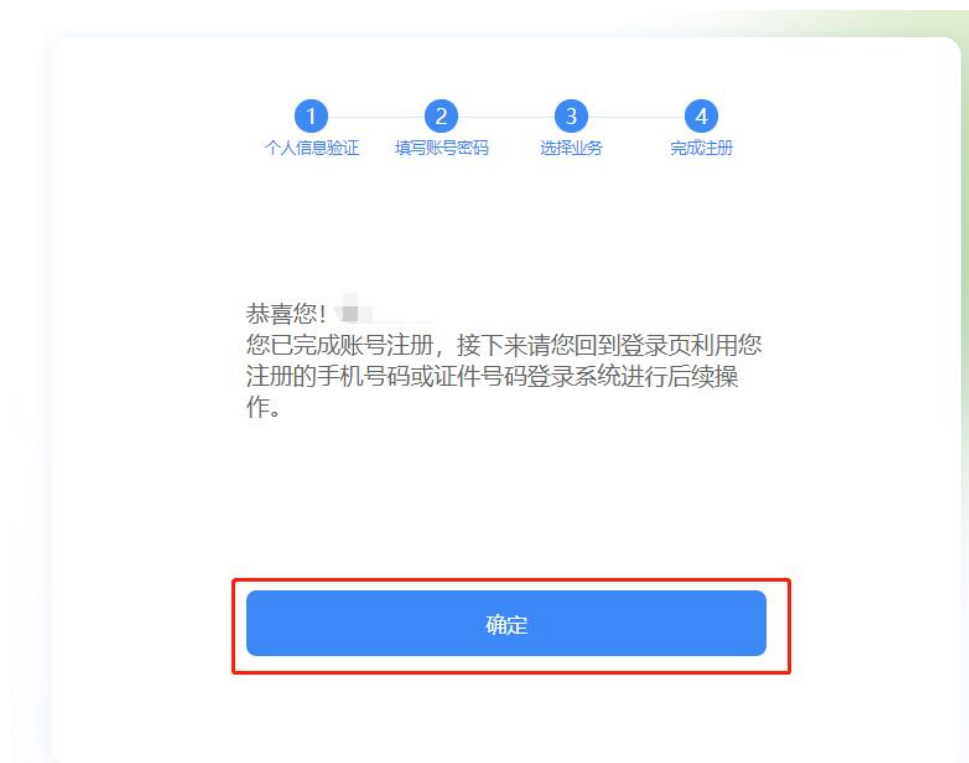 1 2 3 4
个人信息验证 填写账号密码 选择业务 完成注册
恭喜您！
您已完成账号注册，接下来请您回到登录页利用您
注册的手机号码或证件号码登录系统进行后续操
作。
确定